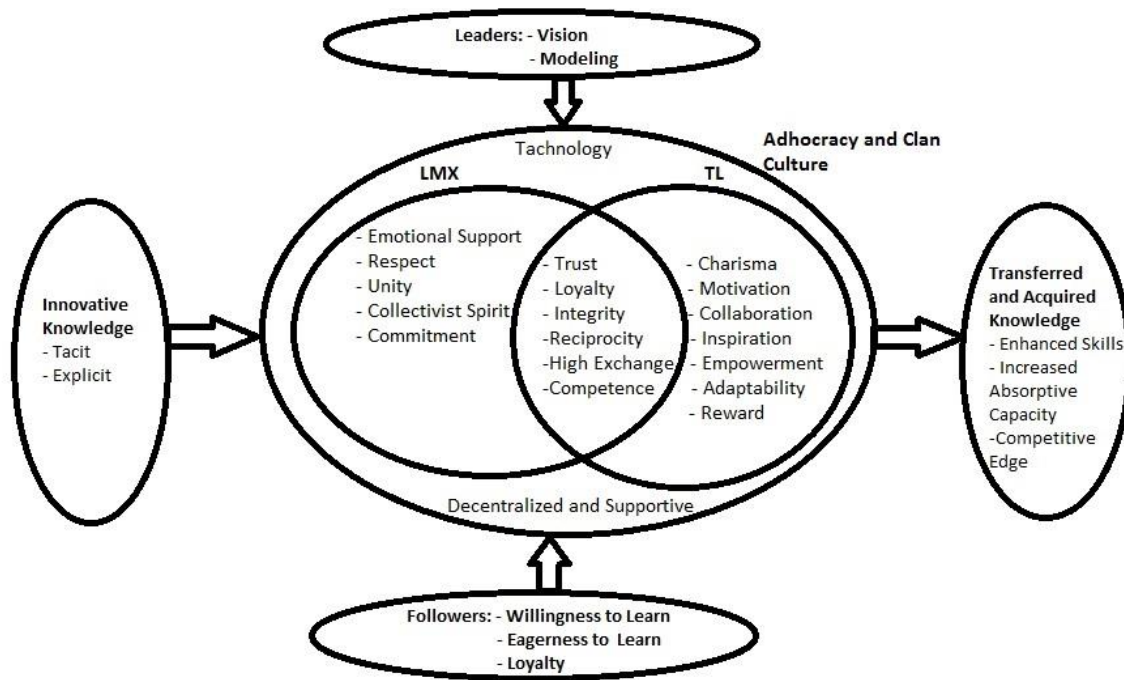 Leaders: - Vision
- Modeling
Tachnology
Adhocracy and Clan
Culture
LMX
TL
- Emotional Support
- Respect
- Unity
- Collectivist Spirit
- Commitment
- Trust
- Loyalty
- Integrity
-Reciprocity
-High Exchange
-Competence
- Charisma
- Motivation
- Collaboration
- Inspiration
- Empowerment
- Adaptability
- Reward
Innovative
Knowledge
- Tacit
- Explicit
Transferred
and Acquired
Knowledge
- Enhanced Skills
- Increased
Absorptive
Capacity
-Competitive
Edge
Decentralized and Supportive
Followers: - Willingness to Learn
- Eagerness to Learn
- Loyalty